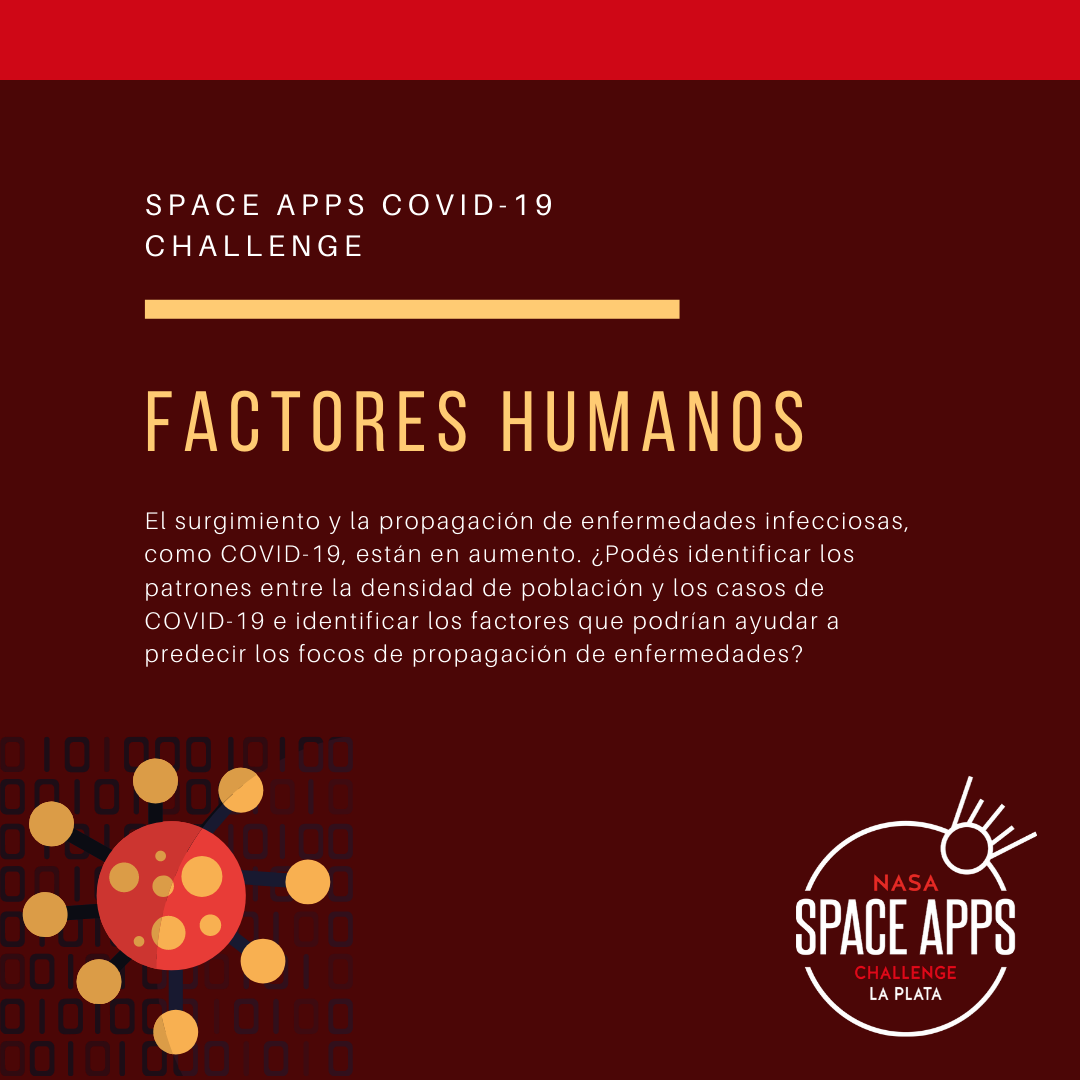 SPACE APPS COVID-19
CHALLENGE
FACTORES HUMANOS
El surgimiento y la propagación de enfermedades infecciosas,
como COVID-19, están en aumento. ¿Podés identificar los
patrones entre la densidad de población y los casos de
COVID-19 e identificar los factores que podrían ayudar a
predecir los focos de propagación de enfermedades?
NASA
SPACE APPS
CHALLENGE
LA PLATA